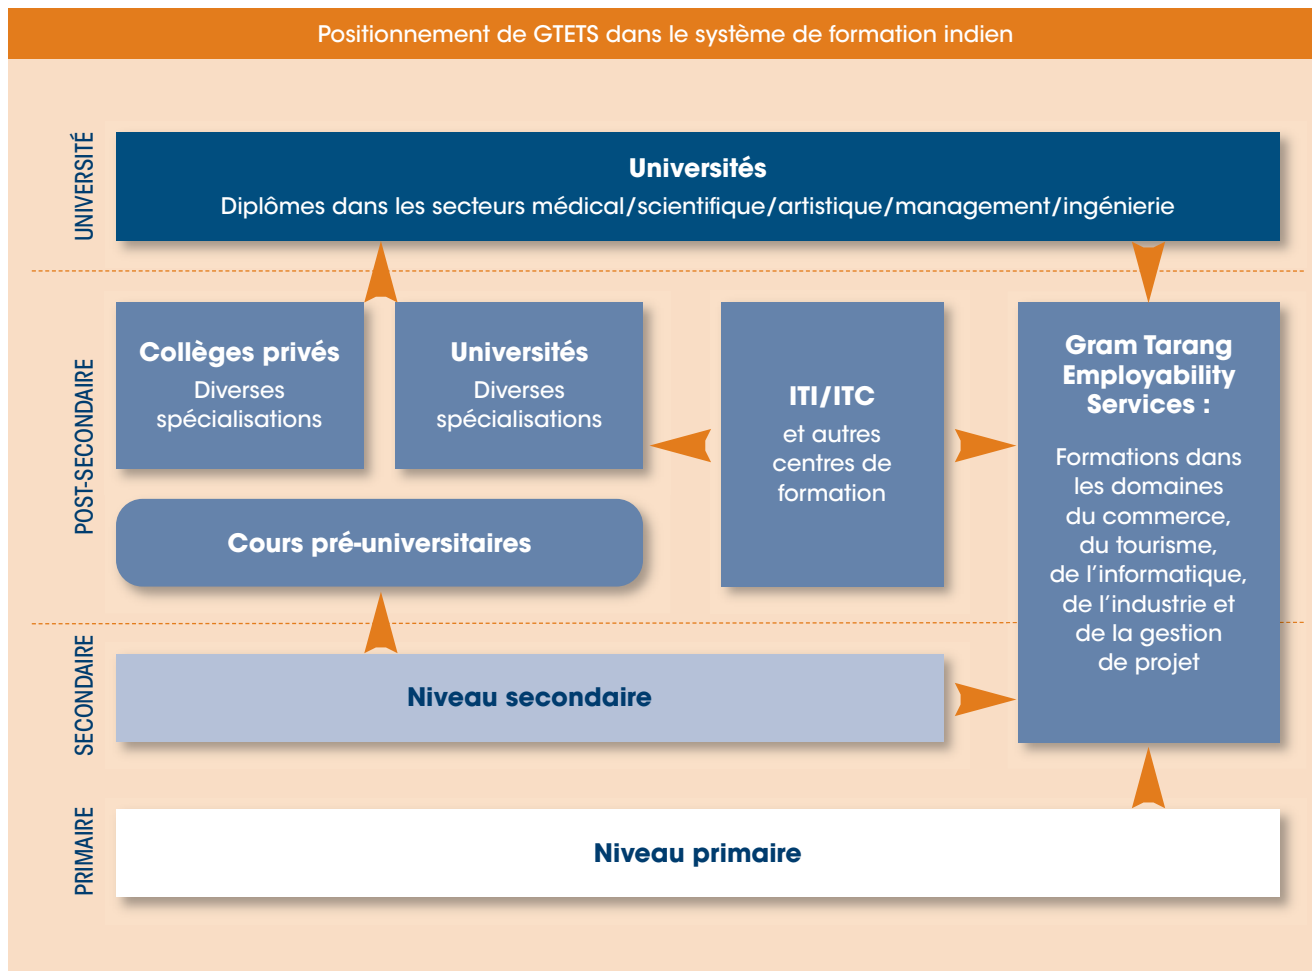 Positionnement de GTETS dans le système de formation indien
UNIVERSITÉ
Universités
Diplômes dans les secteurs médical/scientifique/artistique/management/ingénierie
POST-SECONDAIRE
Collèges privés
Diverses
spécialisations
Universités
Diverses
spécialisations
Cours pré-universitaires
ITI/ITC
et autres
centres de
formation
Gram Tarang
Employability
Services :
Formations dans
les domaines
du commerce,
du tourisme,
de l’informatique,
de l’industrie et
de la gestion
de projet
SECONDAIRE
Niveau secondaire
PRIMAIRE
Niveau primaire